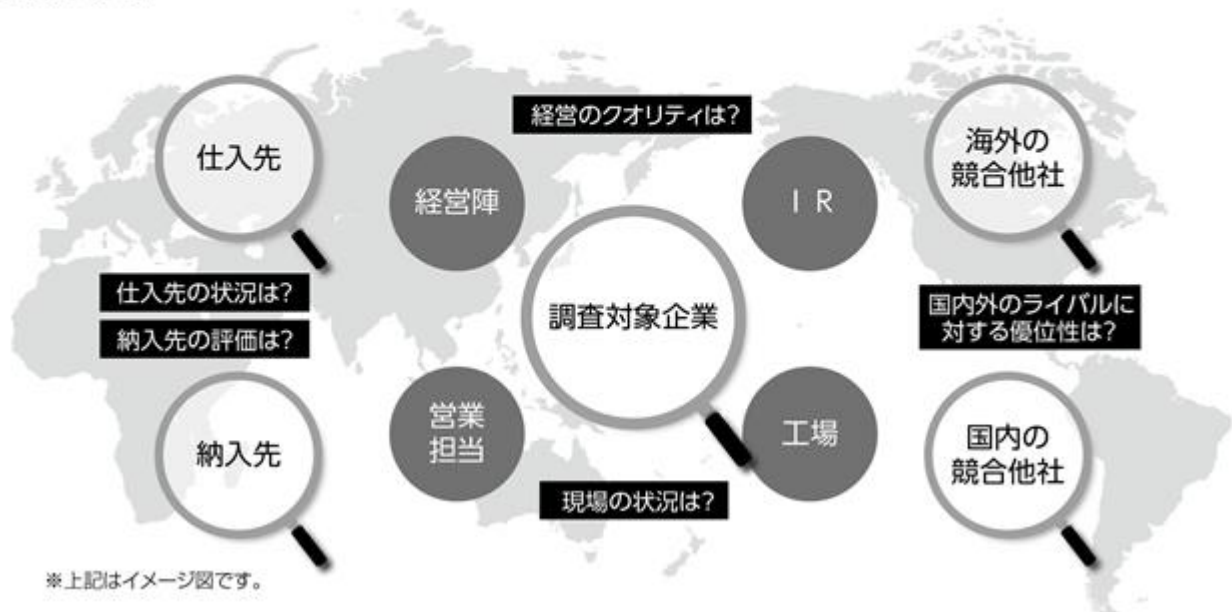 経営のクオリティは?
仕入先
経営陣
I R
海外の
競合他社
調査対象企業
仕入先の状況は?
納入先の評価は?
国内外のライバルに
対する優位性は?
納入先
営業
担当
工場
国内の
競合他社
現場の状況は?
※上記はイメージ図です。